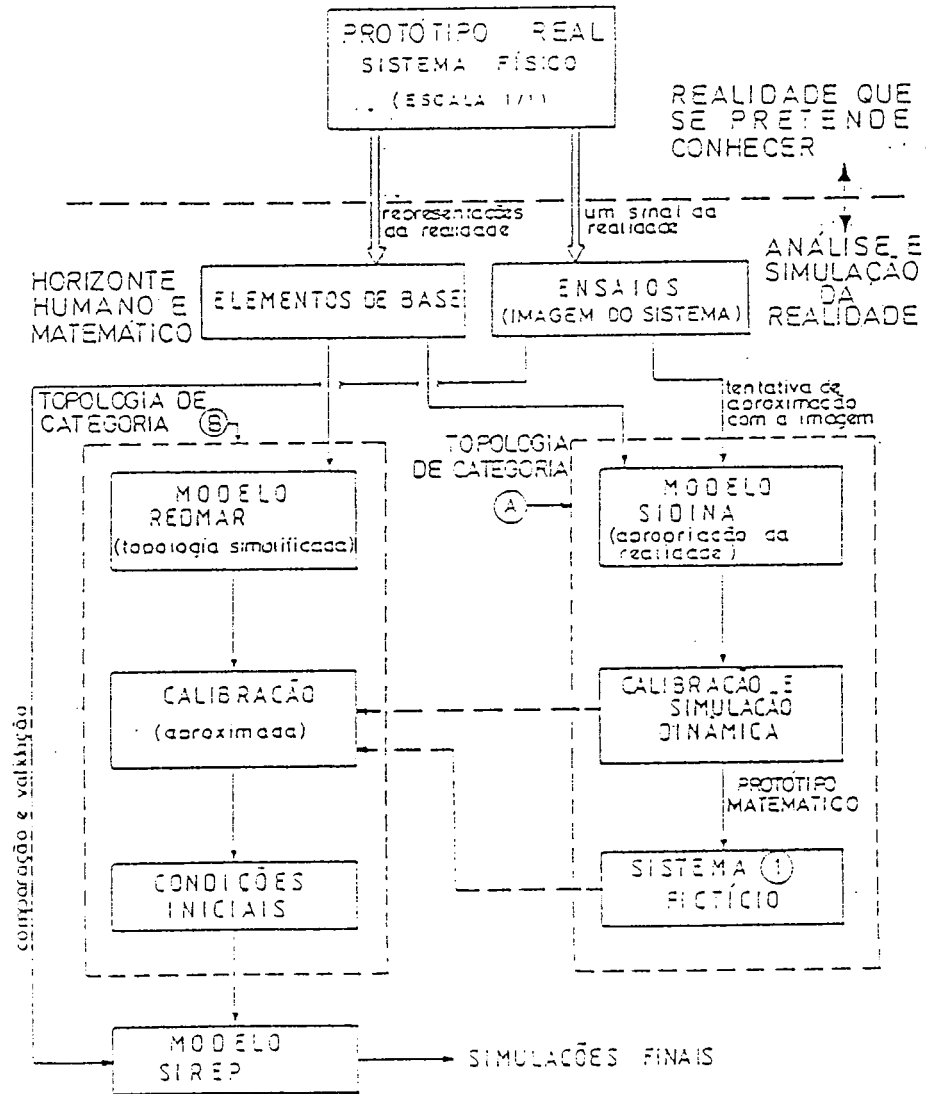 PROTÓTIPO REAL
SISTEMA FÍSICO
(ESCALA 1/1)
REALIDADE QUE
SE PRETENDE
CONHECER
representações
da realidade
um sinal da
realidade
HORIZONTE
HUMANO E
MATEMÁTICO
ELEMENTOS DE BASE
ENSAIOS
(IMAGEM DO SISTEMA)
ANÁLISE E
SIMULAÇÃO
DA
REALIDADE
TOPOLOGIA DE
CATEGORIA B
tentativa de
aproximação
com a imagem
TOPOLOGIA
DE CATEGORIA
A
MODELO
REDMAR
(topologia simplificada)
MODELO
SIDINA
(apropriação da
realidade)
CALIBRAÇÃO
(aproximada)
CALIBRAÇÃO E
SIMULAÇÃO
DINÂMICA
PROTÓTIPO
MATEMÁTICO
comparação e validação
CONDIÇÕES
INICIAIS
SISTEMA 1
FICTÍCIO
MODELO
SIREP
SIMULAÇÕES FINAIS